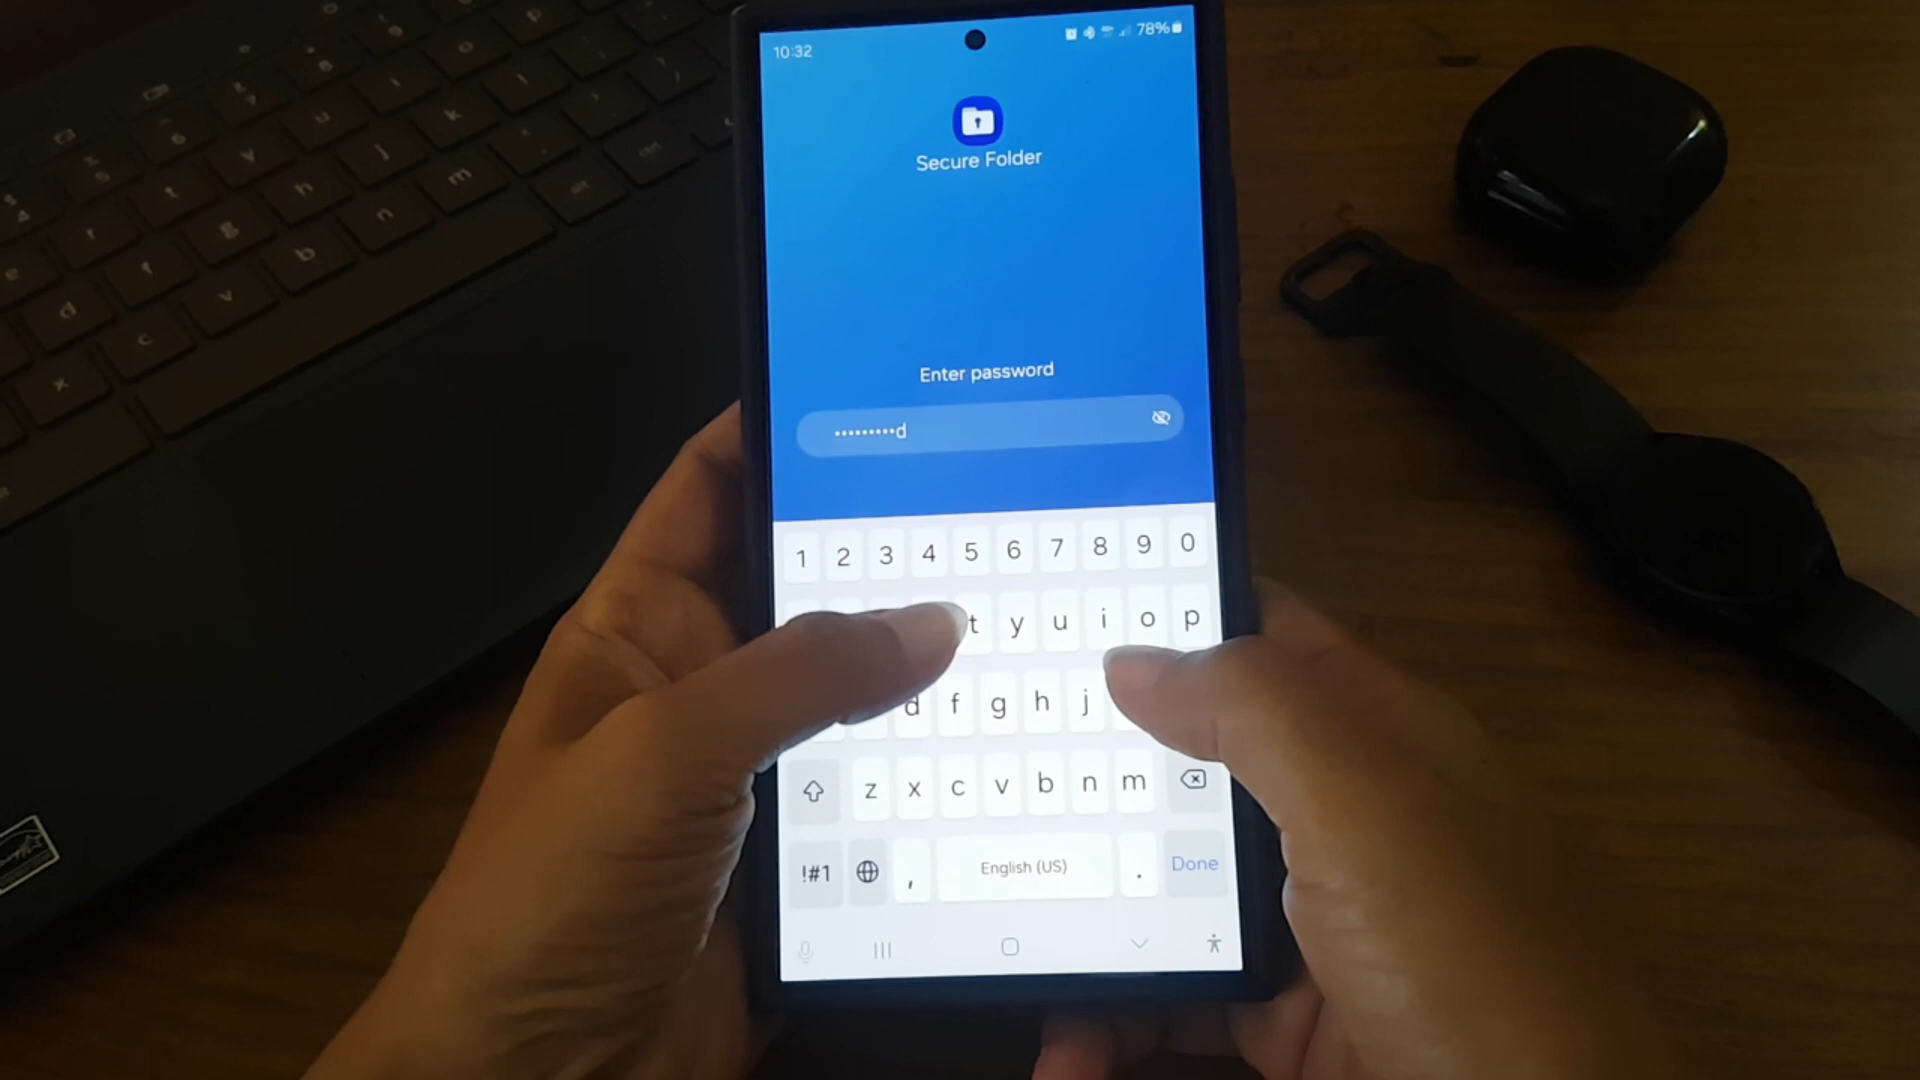 10:32
78%
Secure Folder
Enter password
•••••••••d
1 2 3 4 5 6 7 8 9 0
t y u i o p
d f g h j
z x c v b n m
!#1 , English (US) . Done
p
o
i l
u k
y j
t h m
r g n alt
e f b
d v
c
x